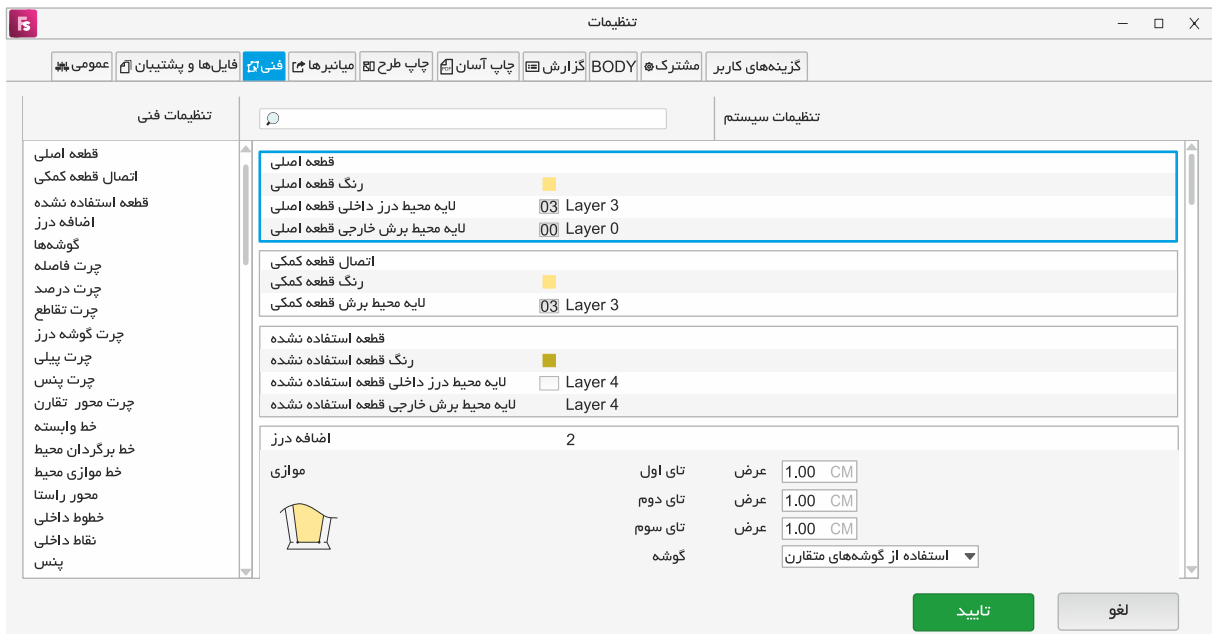 Fs
تنظیمات
عمومی
فایل‌ها و پشتیبان
فنی
میانبرها
چاپ طرح
چاپ آسان
گزارش
BODY
مشترک
گزینه‌های کاربر
تنظیمات فنی
تنظیمات سیستم
قطعه اصلی
اتصال قطعه کمکی
قطعه استفاده نشده
اضافه درز
گوشه‌ها
چرت فاصله
چرت درصد
چرت تقاطع
چرت گوشه درز
چرت پیلی
چرت پنس
چرت محور تقارن
خط وابسته
خط برگردان محیط
خط موازی محیط
محور راستا
خطوط داخلی
نقاط داخلی
پنس
قطعه اصلی
رنگ قطعه اصلی
لایه محیط درز داخلی قطعه اصلی 03 Layer 3
لایه محیط برش خارجی قطعه اصلی 00 Layer 0
اتصال قطعه کمکی
رنگ قطعه کمکی
لایه محیط برش قطعه کمکی 03 Layer 3
قطعه استفاده نشده
رنگ قطعه استفاده نشده
لایه محیط درز داخلی قطعه استفاده نشده Layer 4
لایه محیط برش خارجی قطعه استفاده نشده Layer 4
اضافه درز 2
موازی تای اول عرض 1.00 CM
تای دوم عرض 1.00 CM
تای سوم عرض 1.00 CM
گوشه استفاده از گوشه‌های متقارن
تایید
لغو